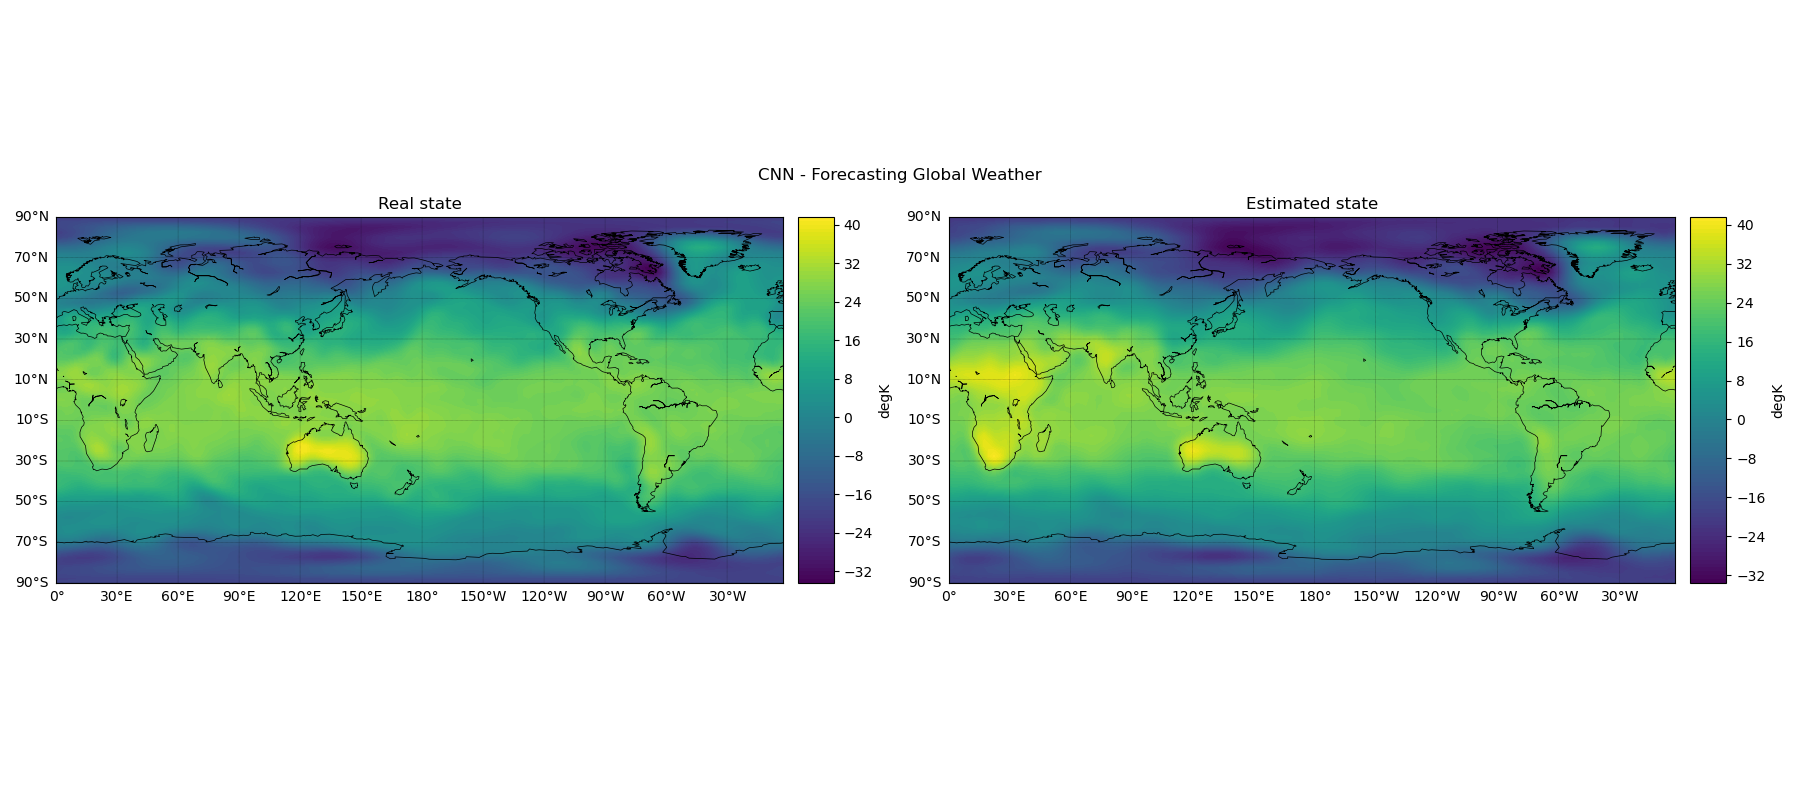 CNN - Forecasting Global Weather
Real state
90°N
70°N
50°N
30°N
10°N
10°S
30°S
50°S
70°S
90°S
0°
30°E
60°E
90°E
120°E
150°E
180°
150°W
120°W
90°W
60°W
30°W
40
32
24
16
8
0
−8
−16
−24
−32
degK
Estimated state
90°N
70°N
50°N
30°N
10°N
10°S
30°S
50°S
70°S
90°S
0°
30°E
60°E
90°E
120°E
150°E
180°
150°W
120°W
90°W
60°W
30°W
40
32
24
16
8
0
−8
−16
−24
−32
degK